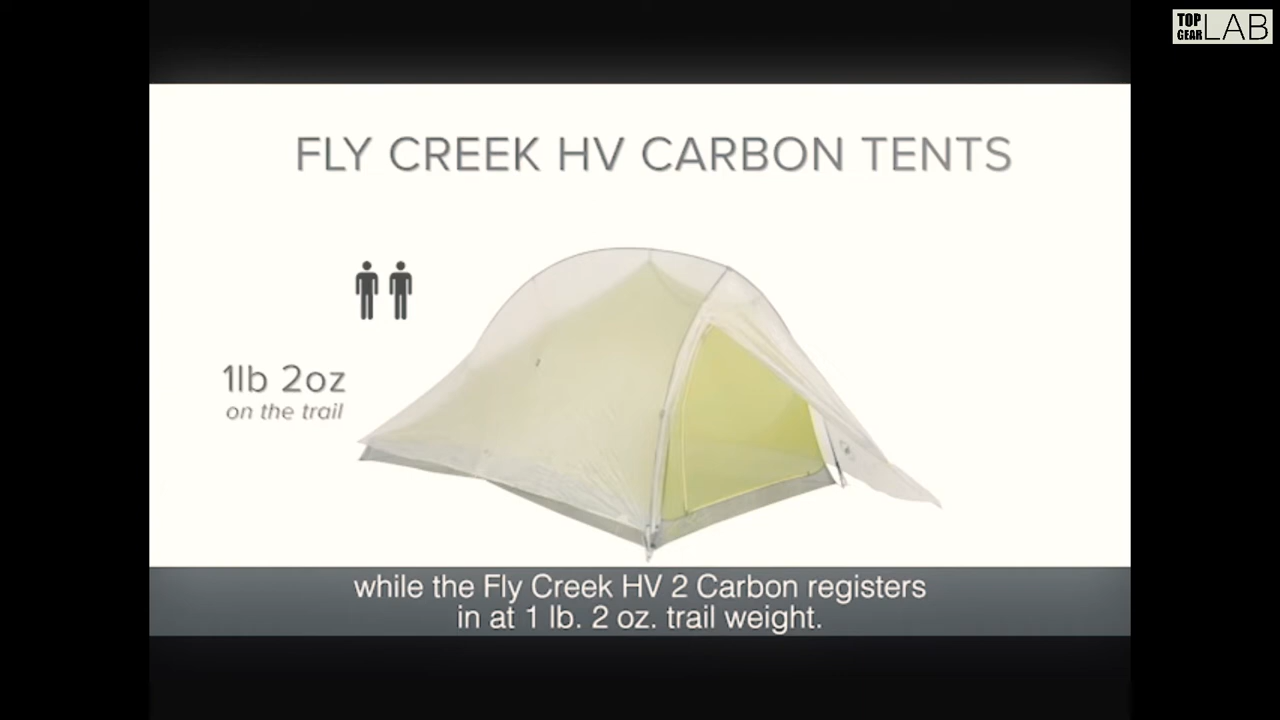 TOP
GEAR LAB
FLY CREEK HV CARBON TENTS
1lb 2oz
on the trail
while the Fly Creek HV 2 Carbon registers
in at 1 lb. 2 oz. trail weight.